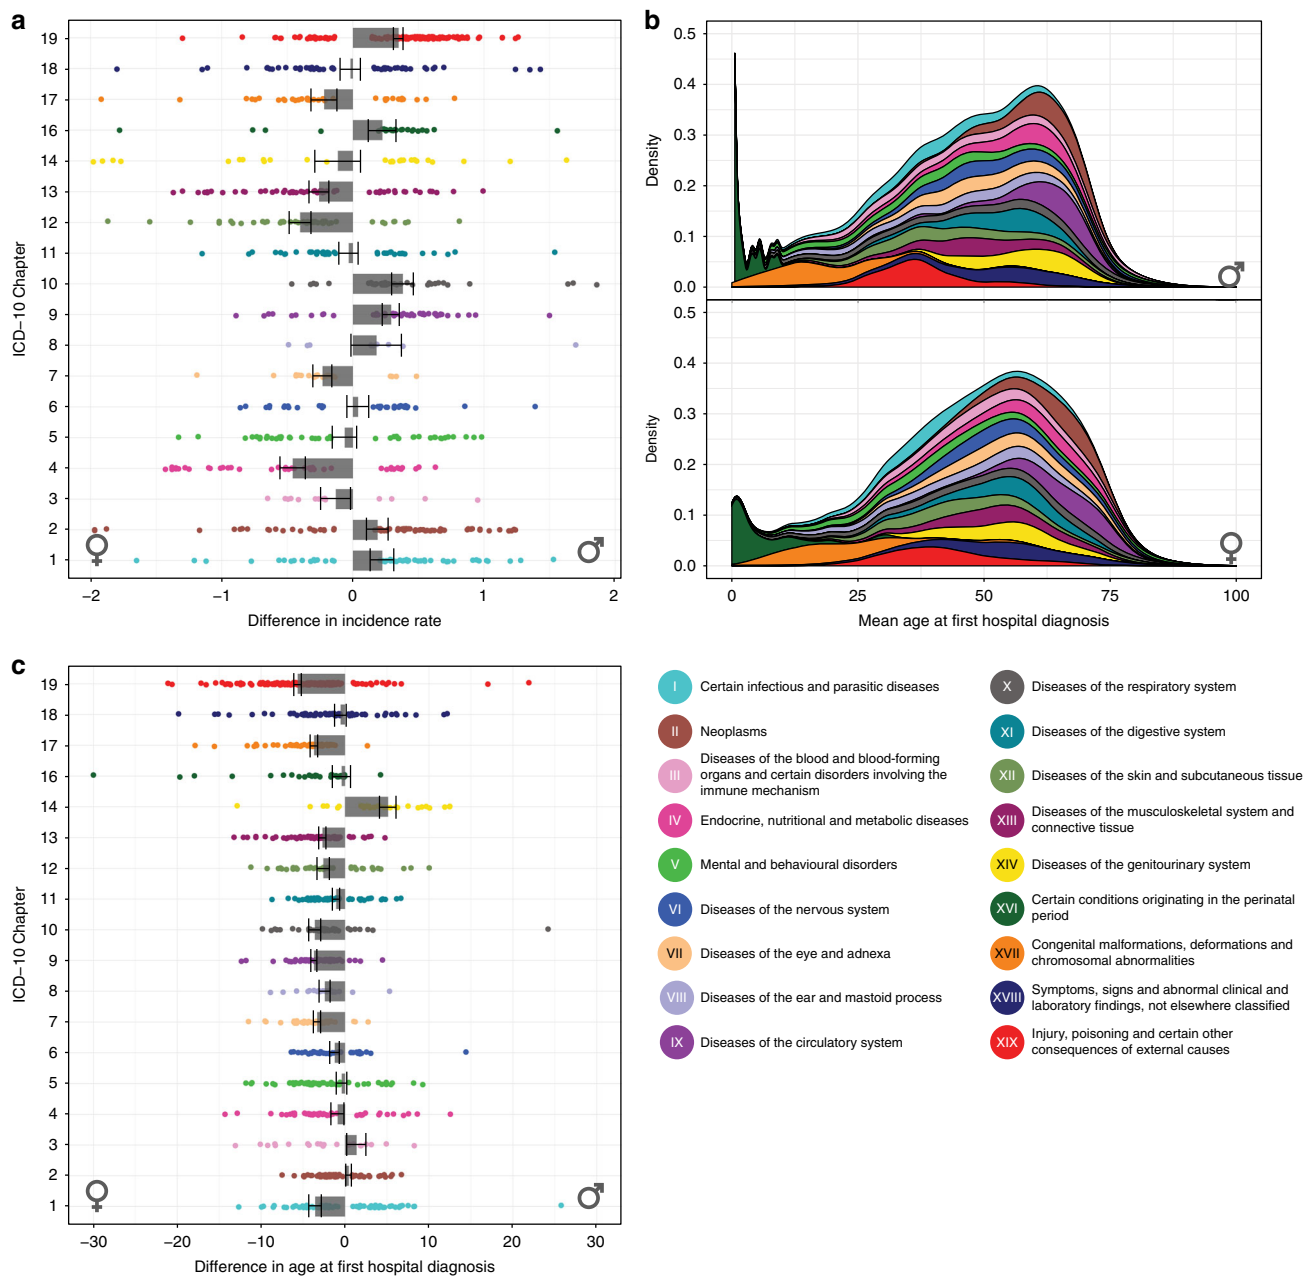 a
ICD−10 Chapter
19
18
17
16
14
13
12
11
10
9
8
7
6
5
4
3
2
1
−2
−1
0
1
2
Difference in incidence rate
b
Density
0.5
0.4
0.3
0.2
0.1
0.0
Density
0.5
0.4
0.3
0.2
0.1
0.0
0
25
50
75
100
Mean age at first hospital diagnosis
c
ICD−10 Chapter
19
18
17
16
14
13
12
11
10
9
8
7
6
5
4
3
2
1
−30
−20
−10
0
10
20
30
Difference in age at first hospital diagnosis
I
Certain infectious and parasitic diseases
II
Neoplasms
III
Diseases of the blood and blood-forming
organs and certain disorders involving the
immune mechanism
IV
Endocrine, nutritional and metabolic diseases
V
Mental and behavioural disorders
VI
Diseases of the nervous system
VII
Diseases of the eye and adnexa
VIII
Diseases of the ear and mastoid process
IX
Diseases of the circulatory system
X
Diseases of the respiratory system
XI
Diseases of the digestive system
XII
Diseases of the skin and subcutaneous tissue
XIII
Diseases of the musculoskeletal system and
connective tissue
XIV
Diseases of the genitourinary system
XVI
Certain conditions originating in the perinatal
period
XVII
Congenital malformations, deformations and
chromosomal abnormalities
XVIII
Symptoms, signs and abnormal clinical and
laboratory findings, not elsewhere classified
XIX
Injury, poisoning and certain other
consequences of external causes